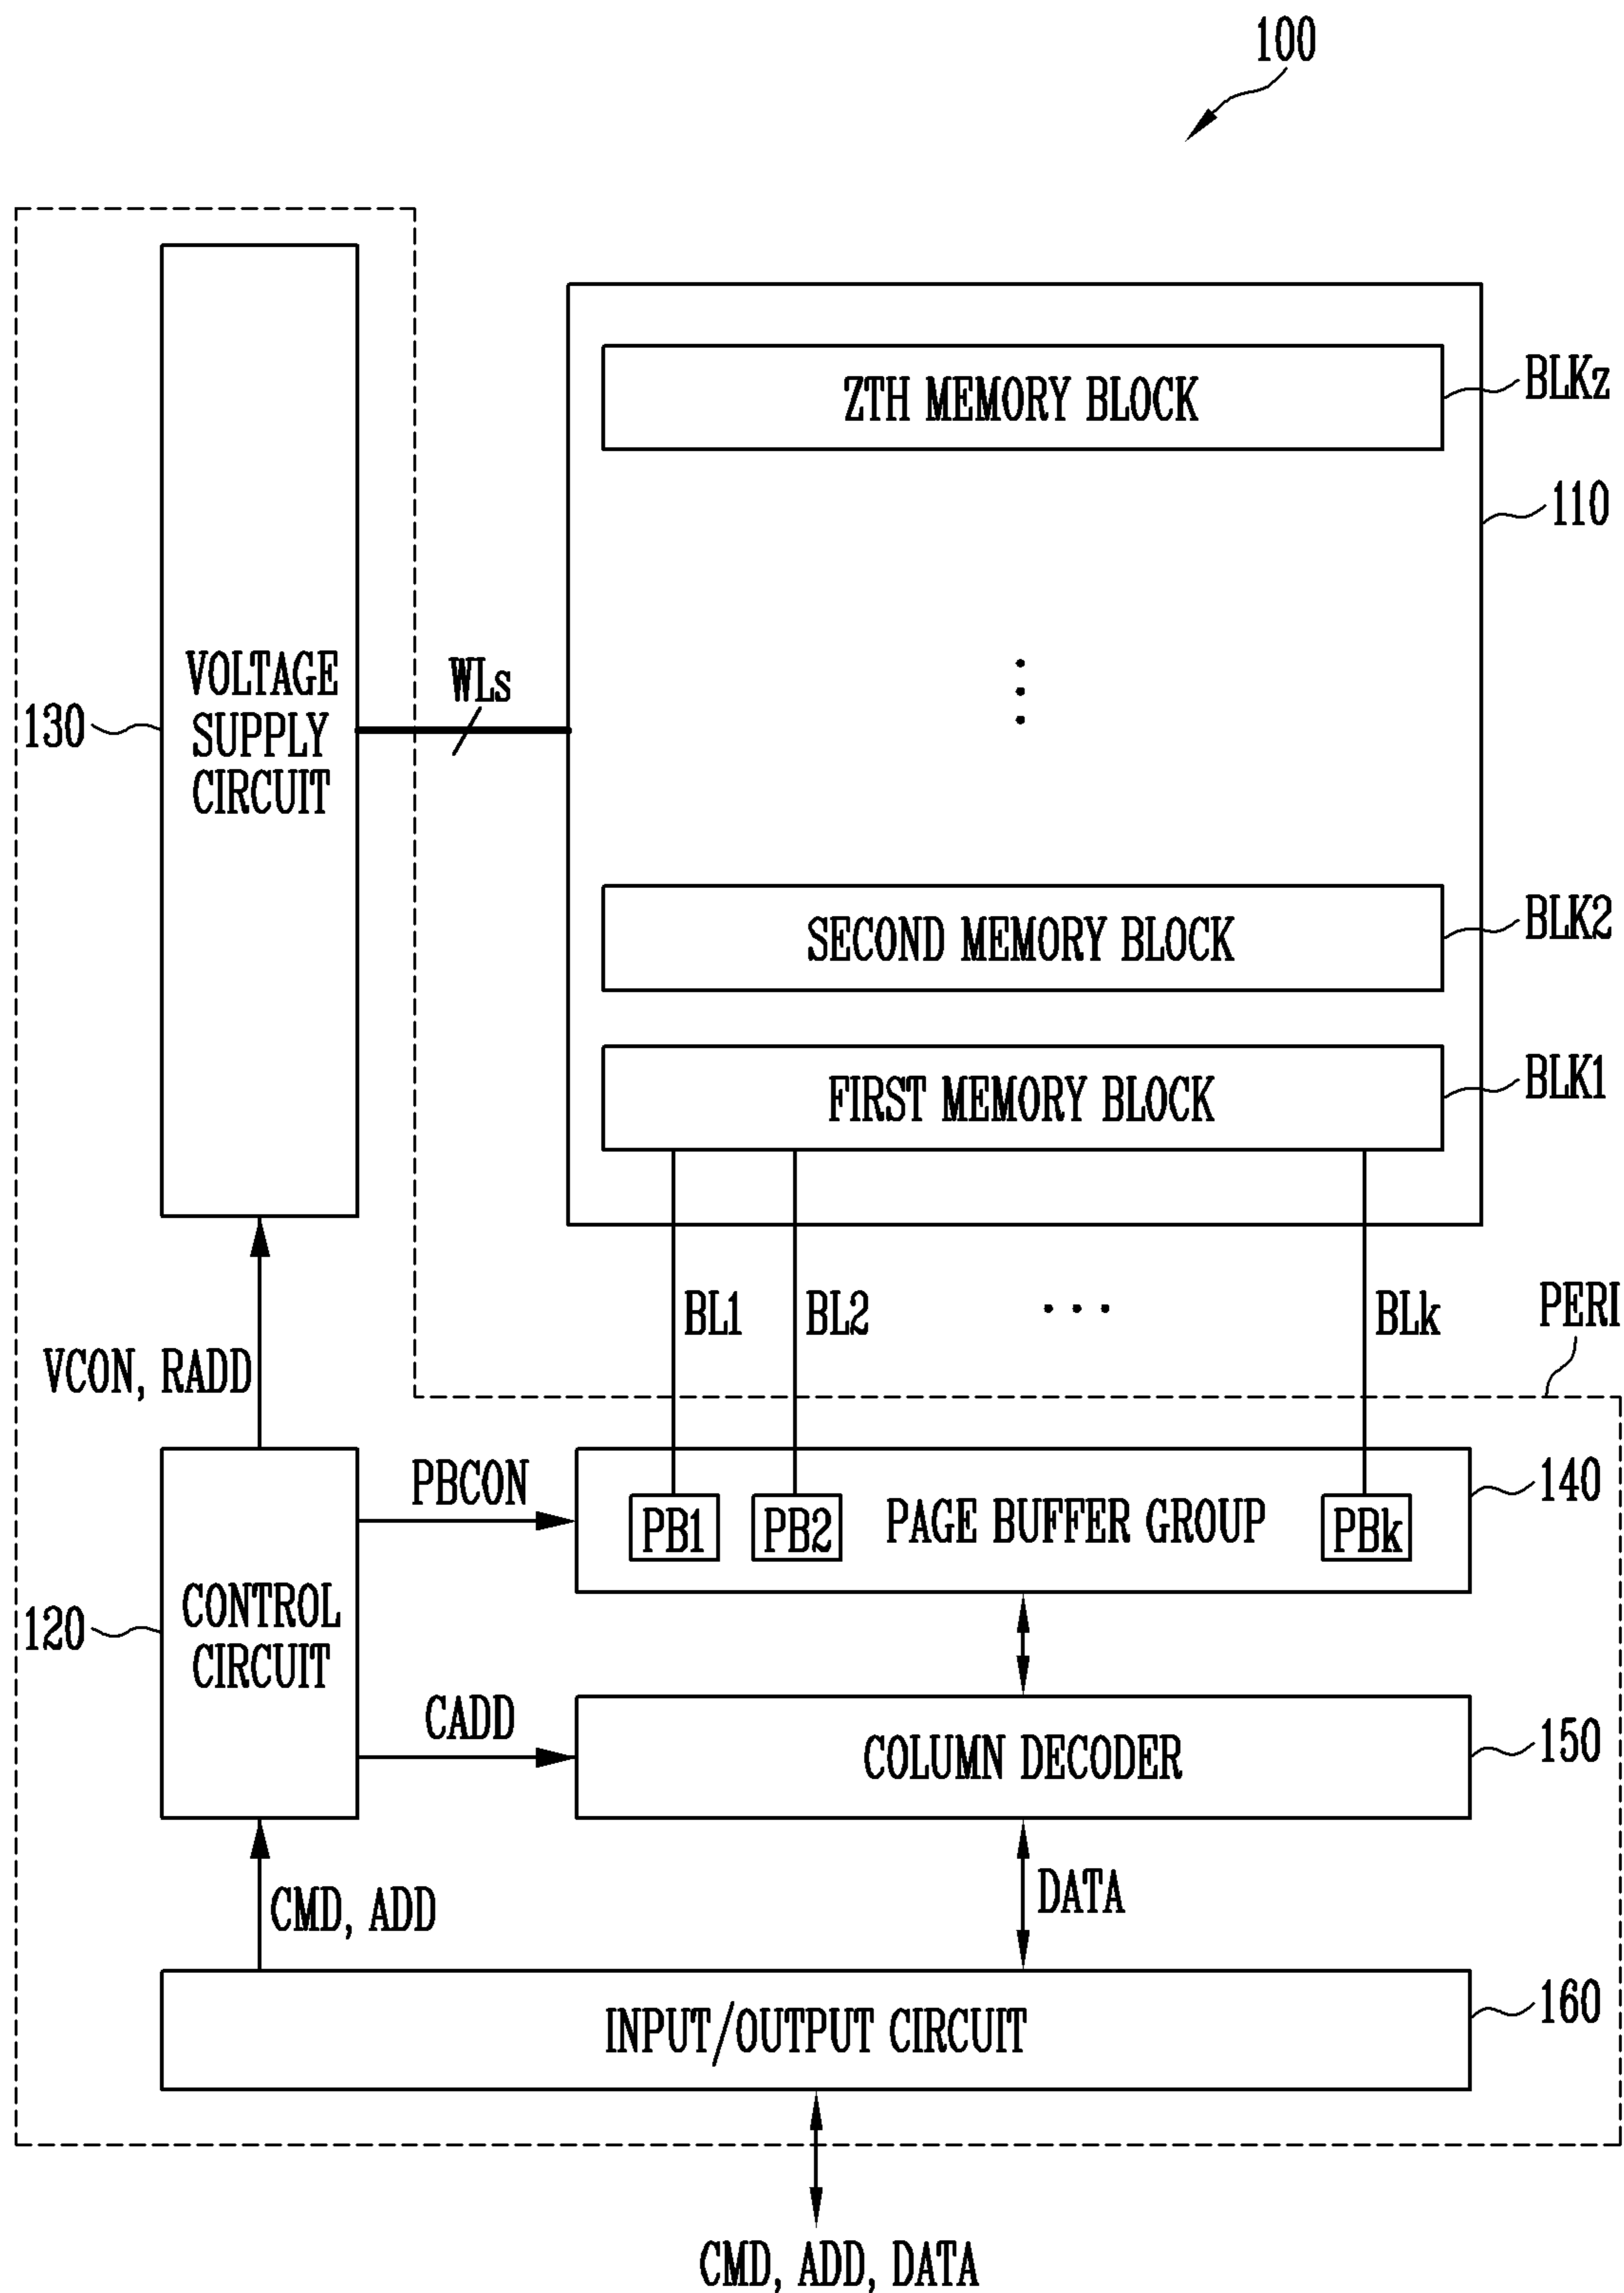 100
ZTH MEMORY BLOCK
BLKz
110
VOLTAGE
SUPPLY
CIRCUIT
130
WLs
SECOND MEMORY BLOCK
BLK2
FIRST MEMORY BLOCK
BLK1
BL1
BL2
BLk
PERI
VCON, RADD
PBCON
PB1
PB2
PAGE BUFFER GROUP
PBk
140
CONTROL
CIRCUIT
120
CADD
COLUMN DECODER
150
CMD, ADD
DATA
INPUT/OUTPUT CIRCUIT
160
CMD, ADD, DATA